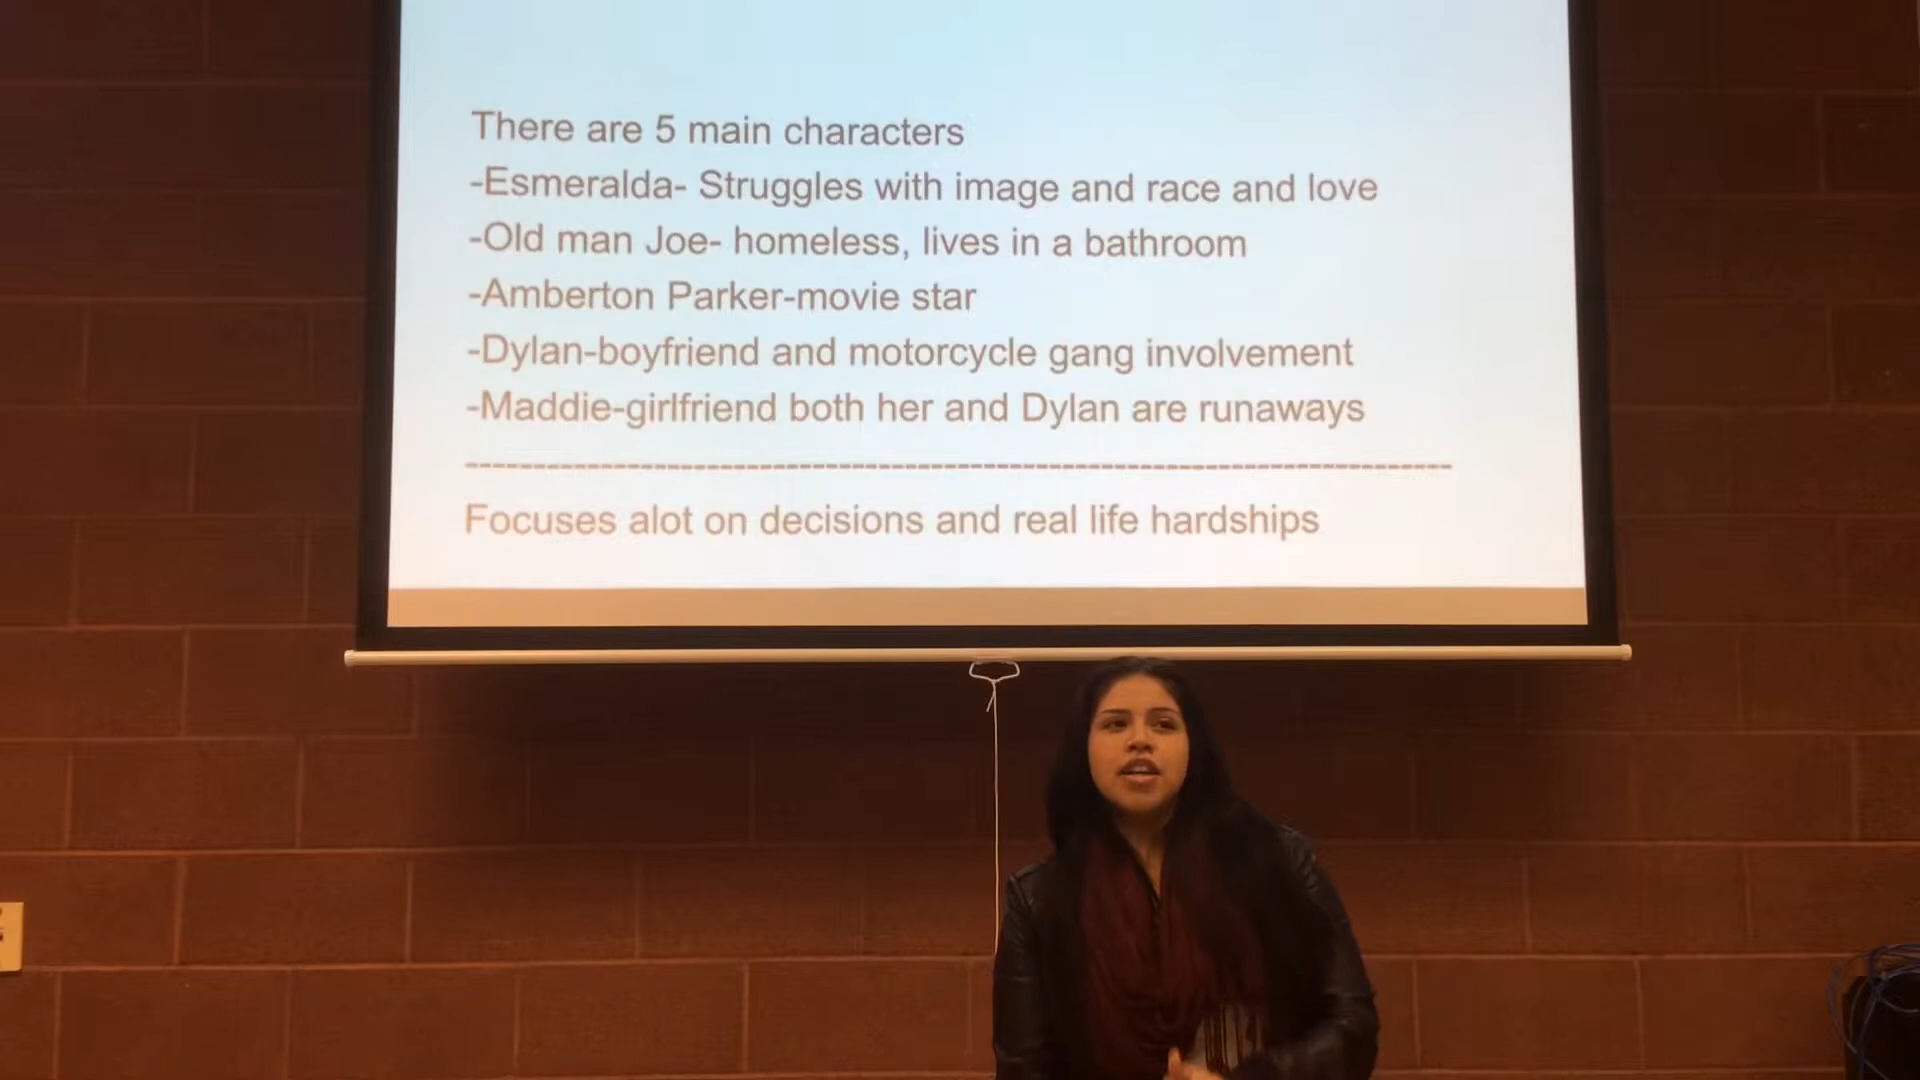 There are 5 main characters
-Esmeralda- Struggles with image and race and love
-Old man Joe- homeless, lives in a bathroom
-Amberton Parker-movie star
-Dylan-boyfriend and motorcycle gang involvement
-Maddie-girlfriend both her and Dylan are runaways
--------------------------------------------------------------------------
Focuses alot on decisions and real life hardships